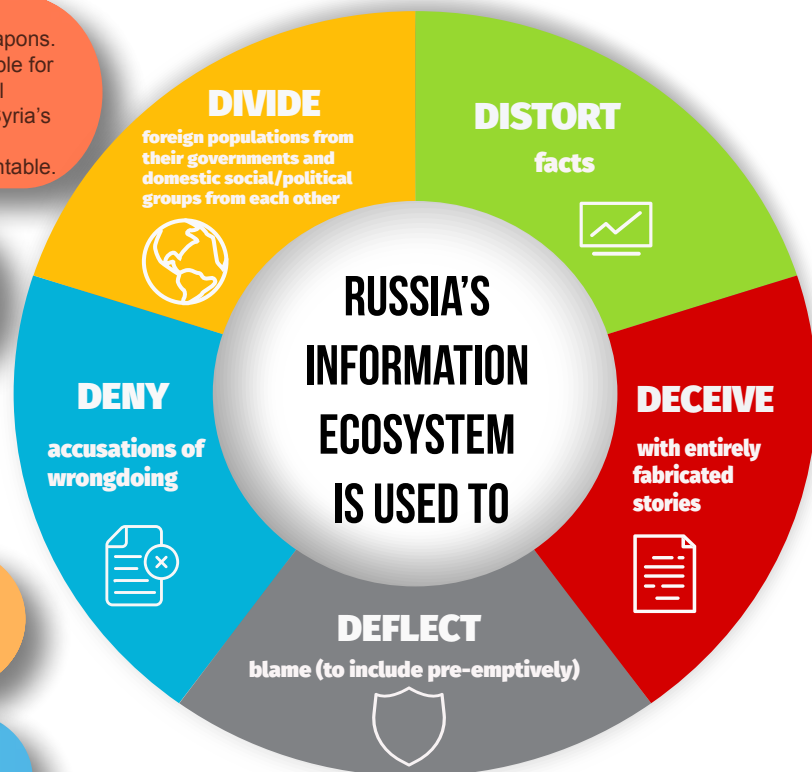 apons.
ble for
l
Syria's
ntable.
DIVIDE
foreign populations from
their governments and
domestic social/political
groups from each other
DISTORT
facts
RUSSIA'S
INFORMATION
ECOSYSTEM
IS USED TO
DENY
accusations of
wrongdoing
DECEIVE
with entirely
fabricated
stories
DEFLECT
blame (to include pre-emptively)